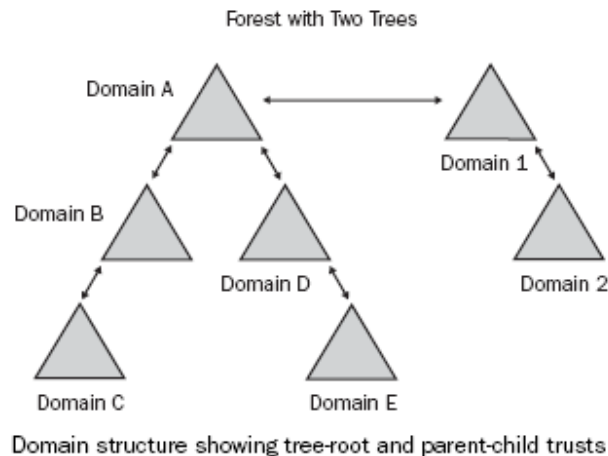 Forest with Two Trees
Domain A
Domain 1
Domain B
Domain D
Domain 2
Domain C
Domain E
Domain structure showing tree-root and parent-child trusts